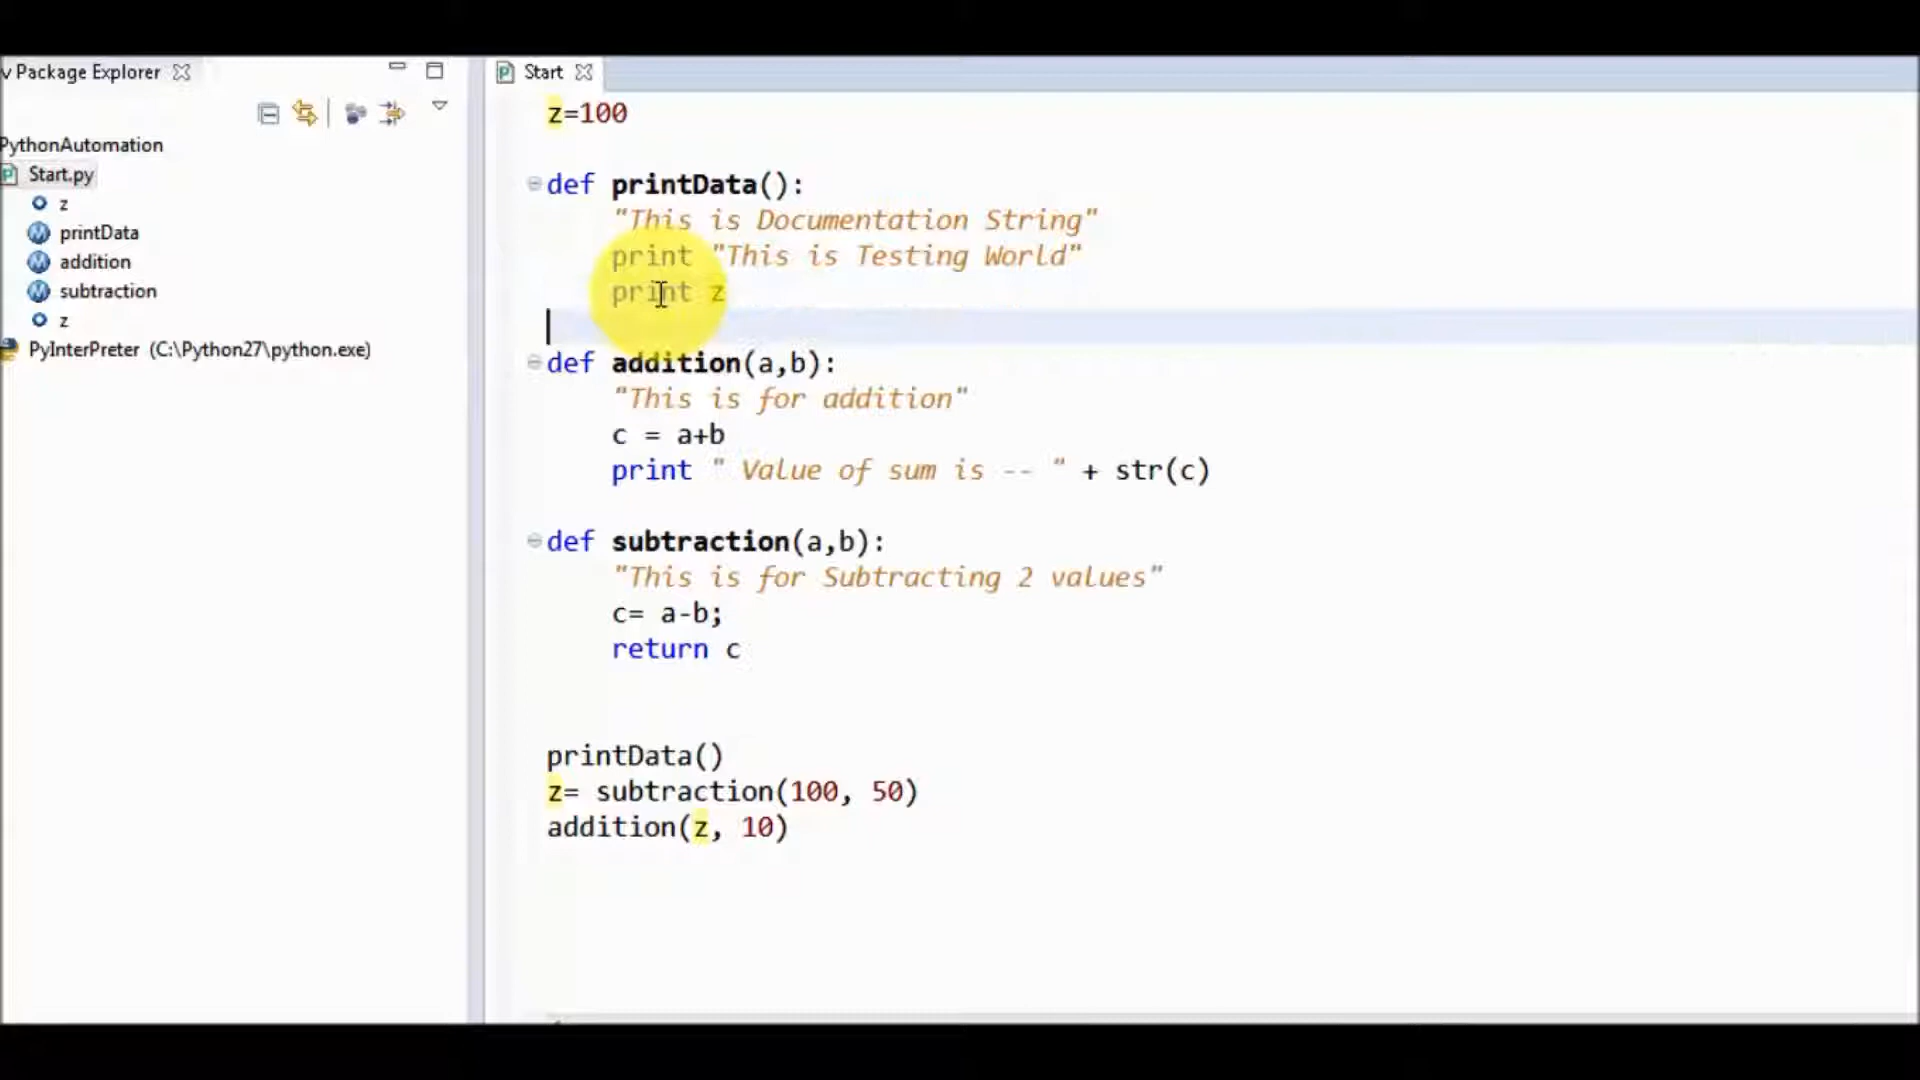 v Package Explorer
PythonAutomation
Start.py
z
printData
addition
subtraction
z
PyInterPreter (C:\Python27\python.exe)
Start
z=100
def printData():
"This is Documentation String"
print "This is Testing World"
print z
def addition(a,b):
"This is for addition"
c = a+b
print " Value of sum is -- " + str(c)
def subtraction(a,b):
"This is for Subtracting 2 values"
c= a-b;
return c
printData()
z= subtraction(100, 50)
addition(z, 10)